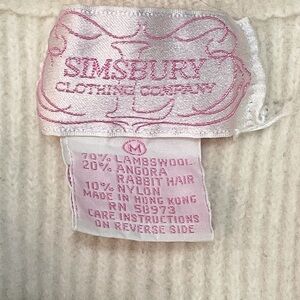 SIMSBURY
CLOTHING COMPANY
M
70% LAMBSWOOL
20% ANGORA
RABBIT HAIR
10% NYLON
MADE IN HONG KONG
RN 58973
CARE INSTRUCTIONS
ON REVERSE SIDE